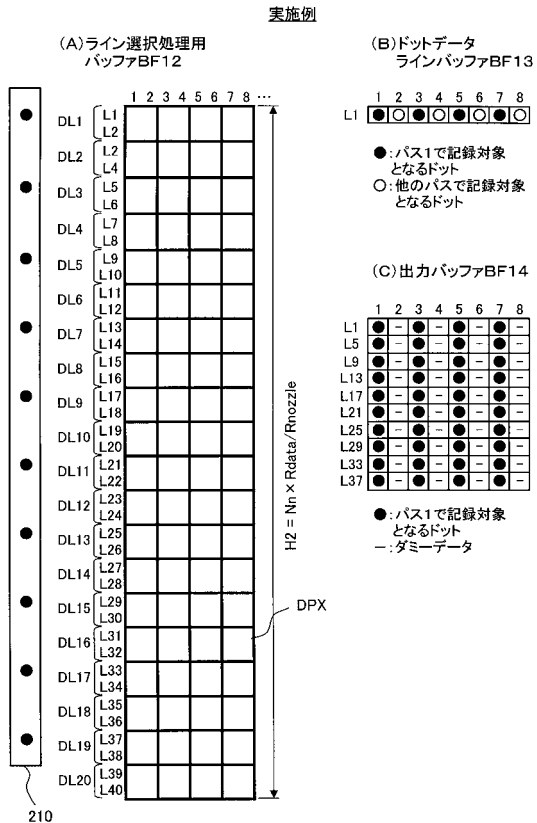 実施例
(A)ライン選択処理用
バッファBF12
1 2 3 4 5 6 7 8 …
DL1 L1
L2
DL2 L2
L4
DL3 L5
L6
DL4 L7
L8
DL5 L9
L10
DL6 L11
L12
DL7 L13
L14
DL8 L15
L16
DL9 L17
L18
DL10 L19
L20
DL11 L21
L22
DL12 L23
L24
DL13 L25
L26
DL14 L27
L28
DL15 L29
L30
DL16 L31
L32
DL17 L33
L34
DL18 L35
L36
DL19 L37
L38
DL20 L39
L40
210
H2 = Nn × Rdata/Rnozzle
DPX
(B)ドットデータ
ラインバッファBF13
1 2 3 4 5 6 7 8
L1
●:パス1で記録対象
となるドット
○:他のパスで記録対象
となるドット
(C)出力バッファBF14
1 2 3 4 5 6 7 8
L1 - - - -
L5 - - - -
L9 - - - -
L13 - - - -
L17 - - - -
L21 - - - -
L25 - - - -
L29 - - - -
L33 - - - -
L37 - - - -
●:パス1で記録対象
となるドット
-:ダミーデータ